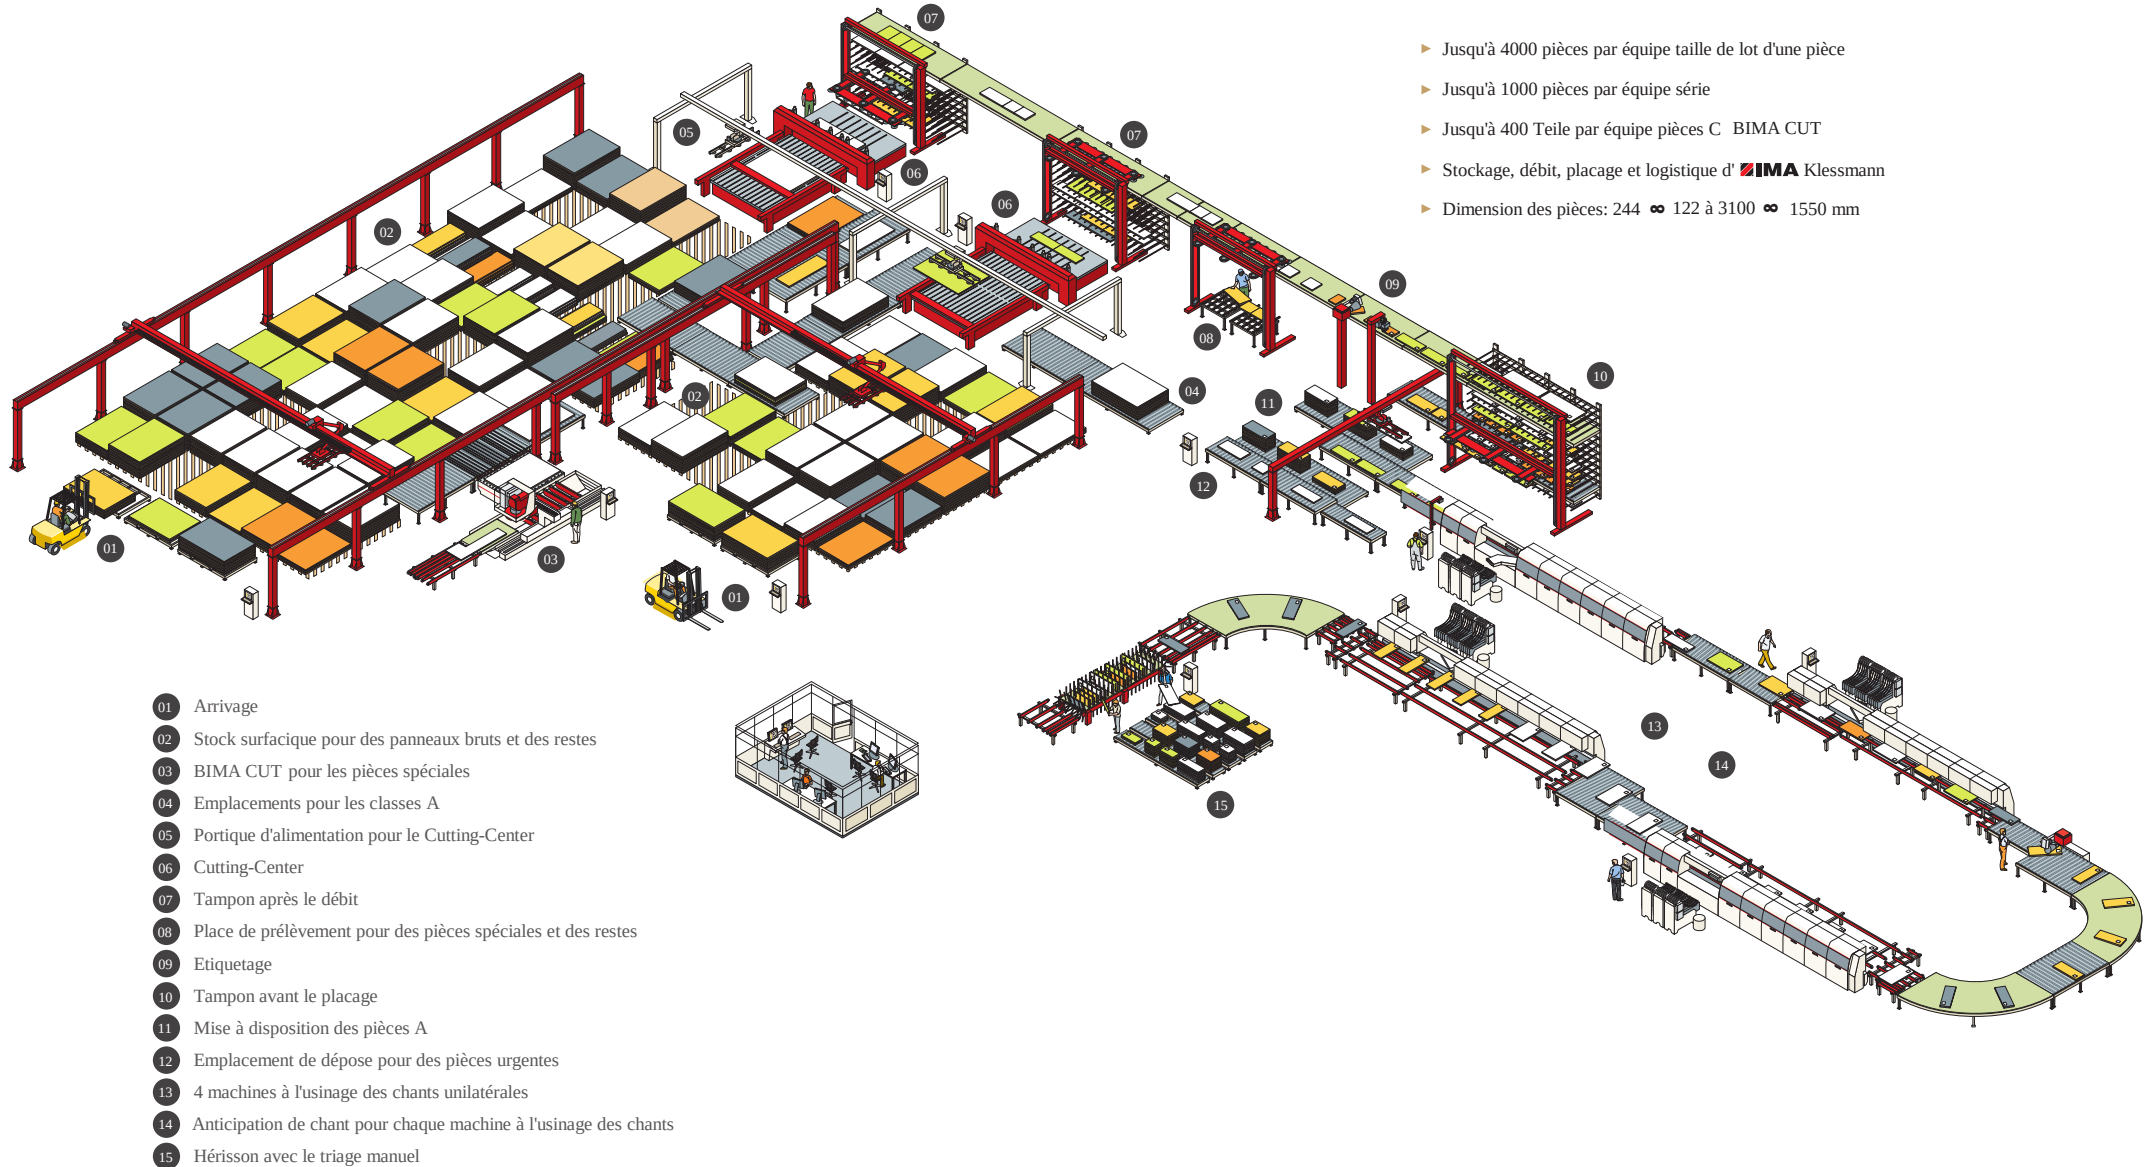 Jusqu'à 4000 pièces par équipe taille de lot d'une pièce
Jusqu'à 1000 pièces par équipe série
Jusqu'à 400 Teile par équipe pièces C BIMA CUT
Stockage, débit, placage et logistique d' IMA Klessmann
Dimension des pièces: 244 ∞ 122 à 3100 ∞ 1550 mm
07
05
06
07
06
02
09
08
10
04
02
11
12
01
03
01
13
14
15
01 Arrivage
02 Stock surfacique pour des panneaux bruts et des restes
03 BIMA CUT pour les pièces spéciales
04 Emplacements pour les classes A
05 Portique d'alimentation pour le Cutting-Center
06 Cutting-Center
07 Tampon après le débit
08 Place de prélèvement pour des pièces spéciales et des restes
09 Etiquetage
10 Tampon avant le placage
11 Mise à disposition des pièces A
12 Emplacement de dépose pour des pièces urgentes
13 4 machines à l'usinage des chants unilatérales
14 Anticipation de chant pour chaque machine à l'usinage des chants
15 Hérisson avec le triage manuel